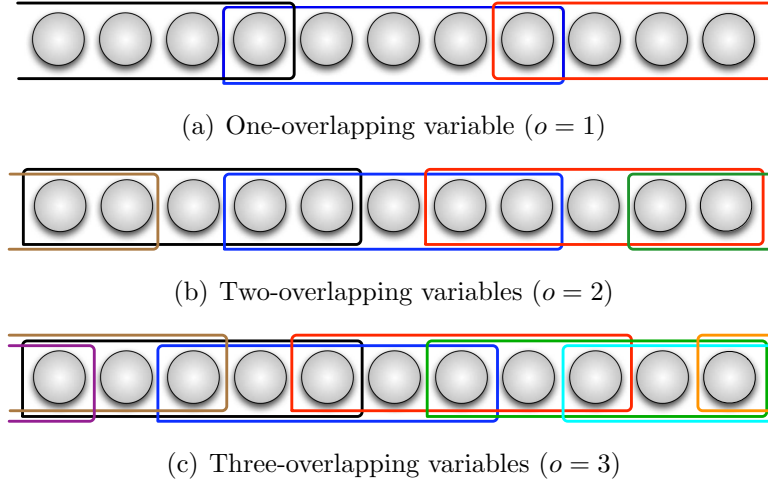 (a) One-overlapping variable (o = 1)
(b) Two-overlapping variables (o = 2)
(c) Three-overlapping variables (o = 3)